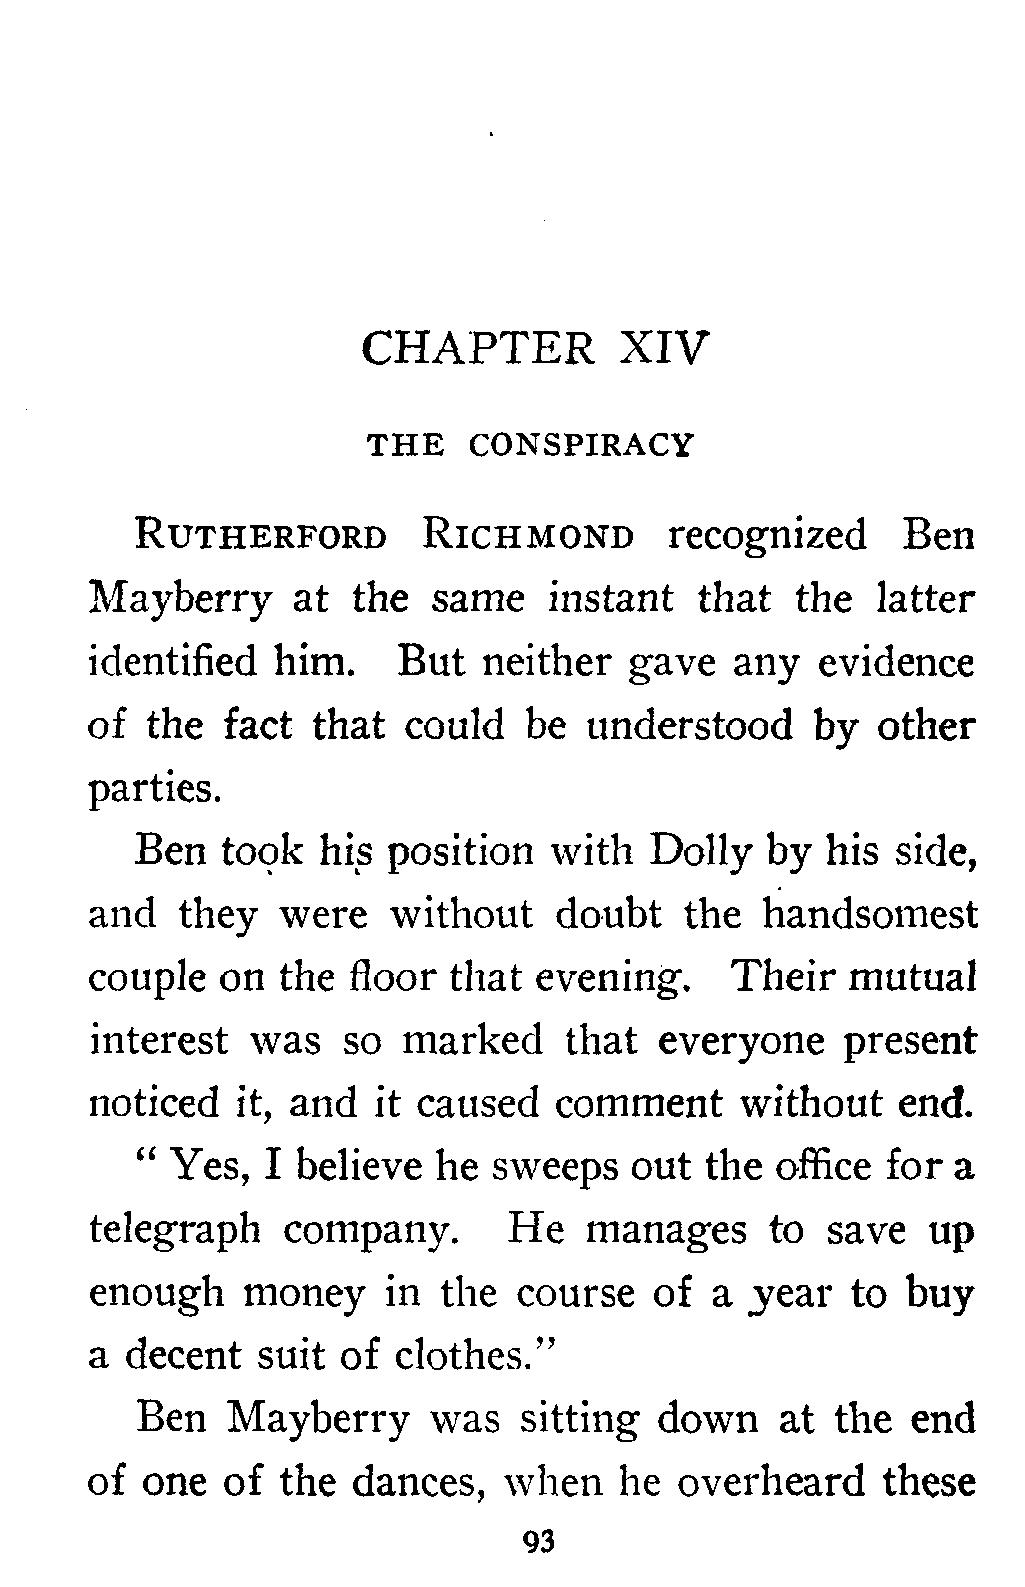 CHAPTER XIV
THE CONSPIRACY
RUTHERFORD RICHMOND recognized Ben
Mayberry at the same instant that the latter
identified him. But neither gave any evidence
of the fact that could be understood by other
parties.
Ben took his position with Dolly by his side,
and they were without doubt the handsomest
couple on the floor that evening. Their mutual
interest was so marked that everyone present
noticed it, and it caused comment without end.
“ Yes, I believe he sweeps out the office for a
telegraph company. He manages to save up
enough money in the course of a year to buy
a decent suit of clothes.”
Ben Mayberry was sitting down at the end
of one of the dances, when he overheard these
93